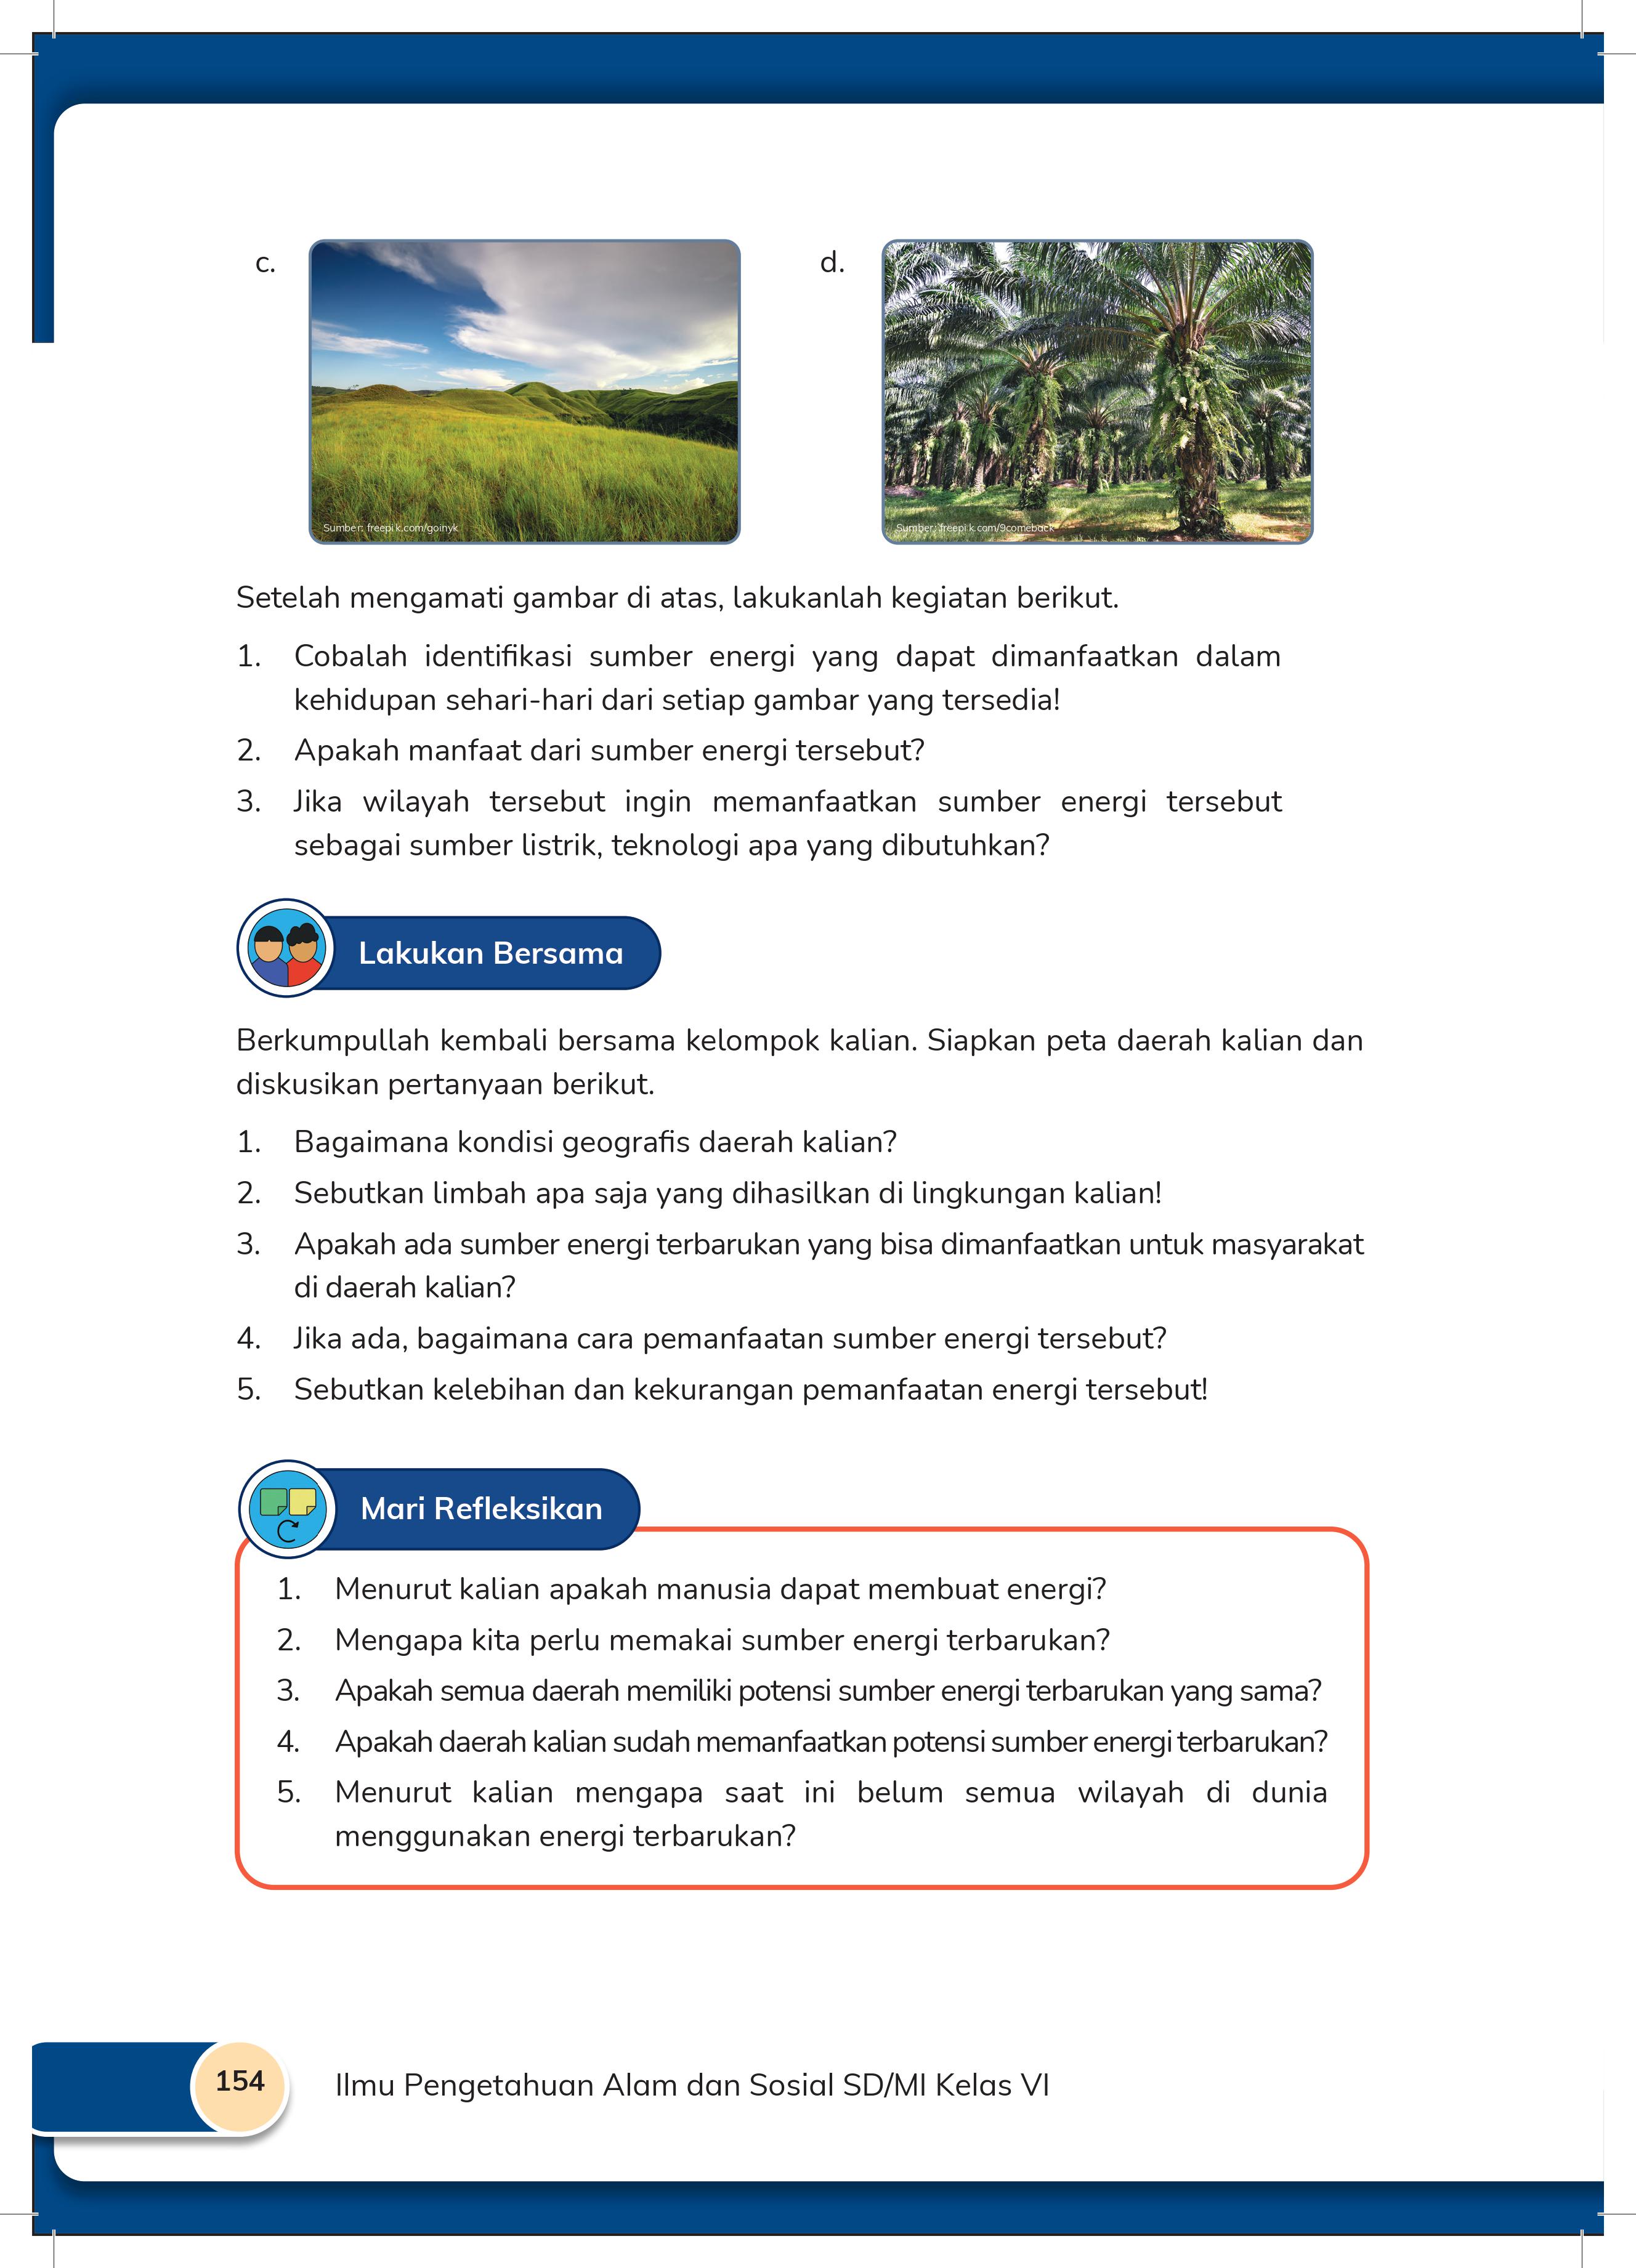 c.
d.
Sumber: freepik.com/goinyk
Sumber: freepik.com/9comeback
Setelah mengamati gambar di atas, lakukanlah kegiatan berikut.
1. Cobalah identifikasi sumber energi yang dapat dimanfaatkan dalam
kehidupan sehari-hari dari setiap gambar yang tersedia!
2. Apakah manfaat dari sumber energi tersebut?
3. Jika wilayah tersebut ingin memanfaatkan sumber energi tersebut
sebagai sumber listrik, teknologi apa yang dibutuhkan?
Lakukan Bersama
Berkumpullah kembali bersama kelompok kalian. Siapkan peta daerah kalian dan
diskusikan pertanyaan berikut.
1. Bagaimana kondisi geografis daerah kalian?
2. Sebutkan limbah apa saja yang dihasilkan di lingkungan kalian!
3. Apakah ada sumber energi terbarukan yang bisa dimanfaatkan untuk masyarakat
di daerah kalian?
4. Jika ada, bagaimana cara pemanfaatan sumber energi tersebut?
5. Sebutkan kelebihan dan kekurangan pemanfaatan energi tersebut!
Mari Refleksikan
1. Menurut kalian apakah manusia dapat membuat energi?
2. Mengapa kita perlu memakai sumber energi terbarukan?
3. Apakah semua daerah memiliki potensi sumber energi terbarukan yang sama?
4. Apakah daerah kalian sudah memanfaatkan potensi sumber energi terbarukan?
5. Menurut kalian mengapa saat ini belum semua wilayah di dunia
menggunakan energi terbarukan?
154
Ilmu Pengetahuan Alam dan Sosial SD/MI Kelas VI